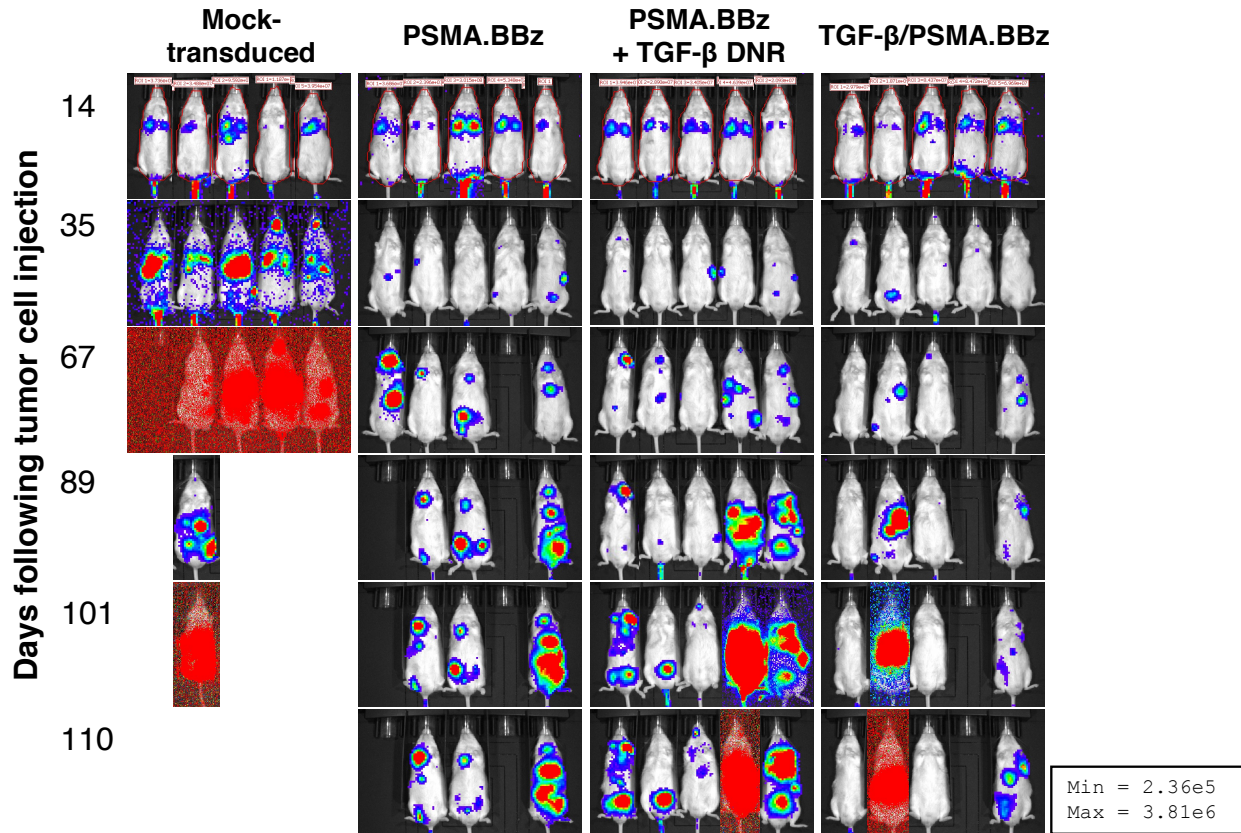 Mock-
transduced
PSMA.BBz
PSMA.BBz
+ TGF-β DNR
TGF-β/PSMA.BBz
Days following tumor cell injection
14
35
67
89
101
110
Min = 2.36e5
Max = 3.81e6